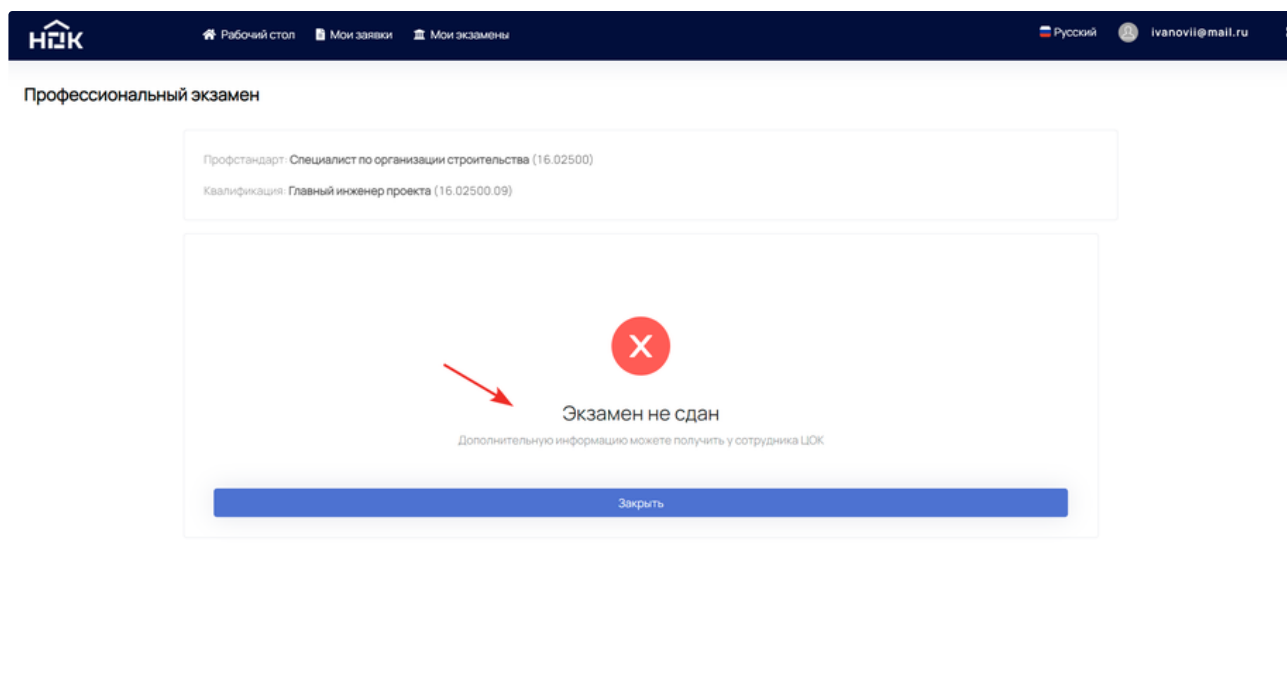 НОК Рабочий стол Мои заявки Мои экзамены Русский ivanovii@mail.ru
Профессиональный экзамен
Профстандарт: Специалист по организации строительства (16.02500)
Квалификация: Главный инженер проекта (16.02500.09)
X
Экзамен не сдан
Дополнительную информацию можете получить у сотрудника ЦОК
Закрыть